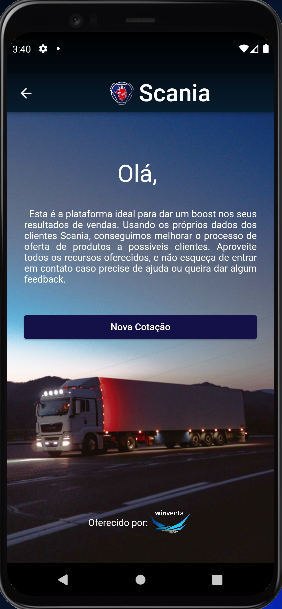 3:40
Scania
Olá,
Esta é a plataforma ideal para dar um boost nos seus
resultados de vendas. Usando os próprios dados dos
clientes Scania, conseguimos melhorar o processo de
oferta de produtos a possíveis clientes. Aproveite
todos os recursos oferecidos, e não esqueça de entrar
em contato caso precise de ajuda ou queira dar algum
feedback.
Nova Cotação
Oferecido por: winventa